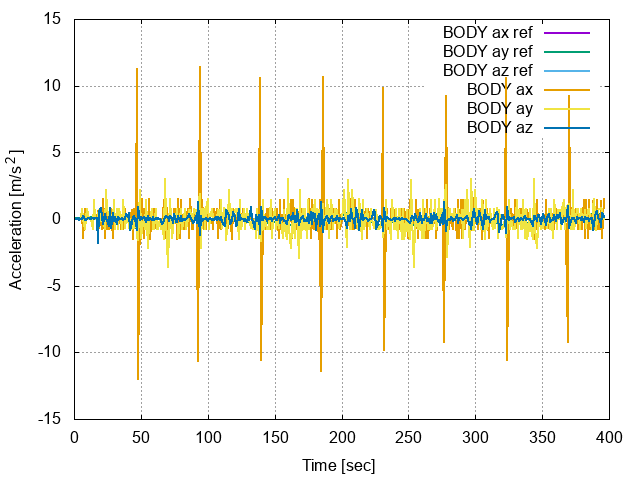 15
10
5
0
-5
-10
-15
Acceleration [m/s²]
BODY ax ref
BODY ay ref
BODY az ref
BODY ax
BODY ay
BODY az
0 50 100 150 200 250 300 350 400
Time [sec]